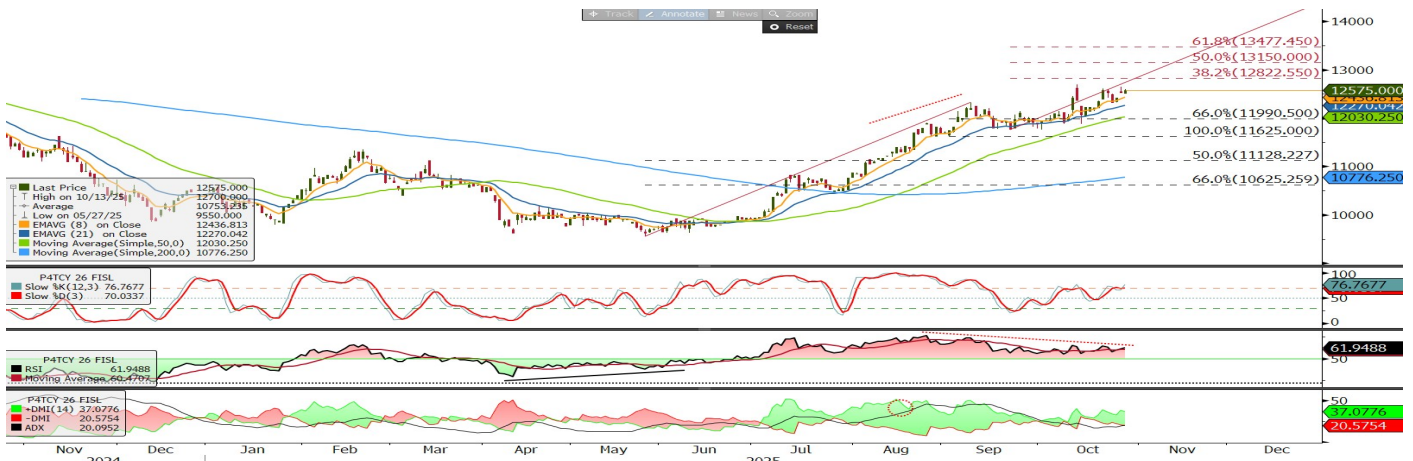 Track Annotate News Zoom
Reset
14000
61.8%(13477.450)
50.0%(13150.000)
13000
38.2%(12822.550)
12575.000
12436.813
12270.042
66.0%(11990.500)
12030.250
100.0%(11625.000)
50.0%(11128.227)
11000
66.0%(10625.259)
10776.250
10000
Last Price 12575.000
High on 10/13/25 12700.000
Average 10753.235
Low on 05/27/25 9550.000
EMAVG (8) on Close 12436.813
EMAVG (21) on Close 12270.042
Moving Average(Simple,50,0) 12030.250
Moving Average(Simple,200,0) 10776.250
P4TCY 26 FISL
Slow %K(12,3) 76.7677
Slow %D(3) 70.0337
100
76.7677
50
0
P4TCY 26 FISL
RSI 61.9488
Moving Average 60.4707
61.9488
50
P4TCY 26 FISL
+DMI(14) 37.0776
-DMI 20.5754
ADX 20.0952
50
37.0776
20.5754
Nov Dec Jan Feb Mar Apr May Jun Jul Aug Sep Oct Nov Dec
2024 2025